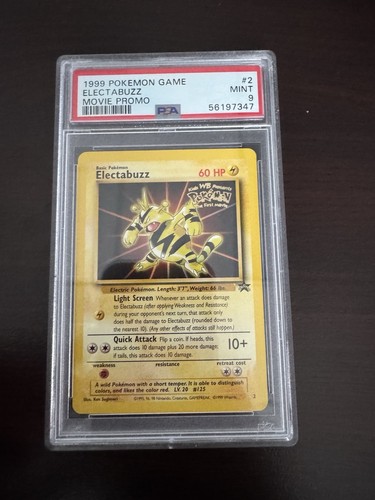 1999 POKEMON GAME #2
ELECTABUZZ MINT
MOVIE PROMO 9
PSA 56197347
Basic Pokémon
Electabuzz 60 HP
Kids WB Presents
POKéMON
the first movie
Electric Pokémon. Length: 3'7", Weight: 66 lbs.
Light Screen Whenever an attack does damage
to Electabuzz (after applying Weakness and Resistance)
during your opponent's next turn, that attack
only does half the damage to Electabuzz (rounded down
to the nearest 10). (Any other effects of attacks still happen.)
Quick Attack Flip a coin. If heads, this
attack does 10 damage plus 20 more damage;
if tails, this attack does 10 damage.
10+
weakness resistance retreat cost
A wild Pokémon with a short temper. It is able to distinguish
colors, and likes the color red. LV. 20 #125
Illus. Ken Sugimori
2